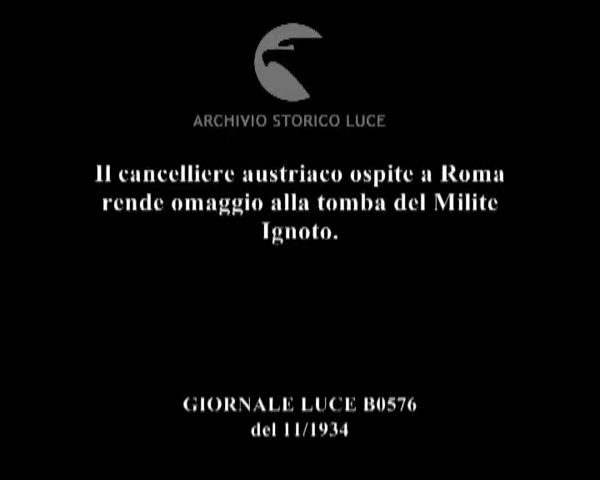 ARCHIVIO STORICO LUCE
Il cancelliere austriaco ospite a Roma
rende omaggio alla tomba del Milite
Ignoto.
GIORNALE LUCE B0576
del 11/1934